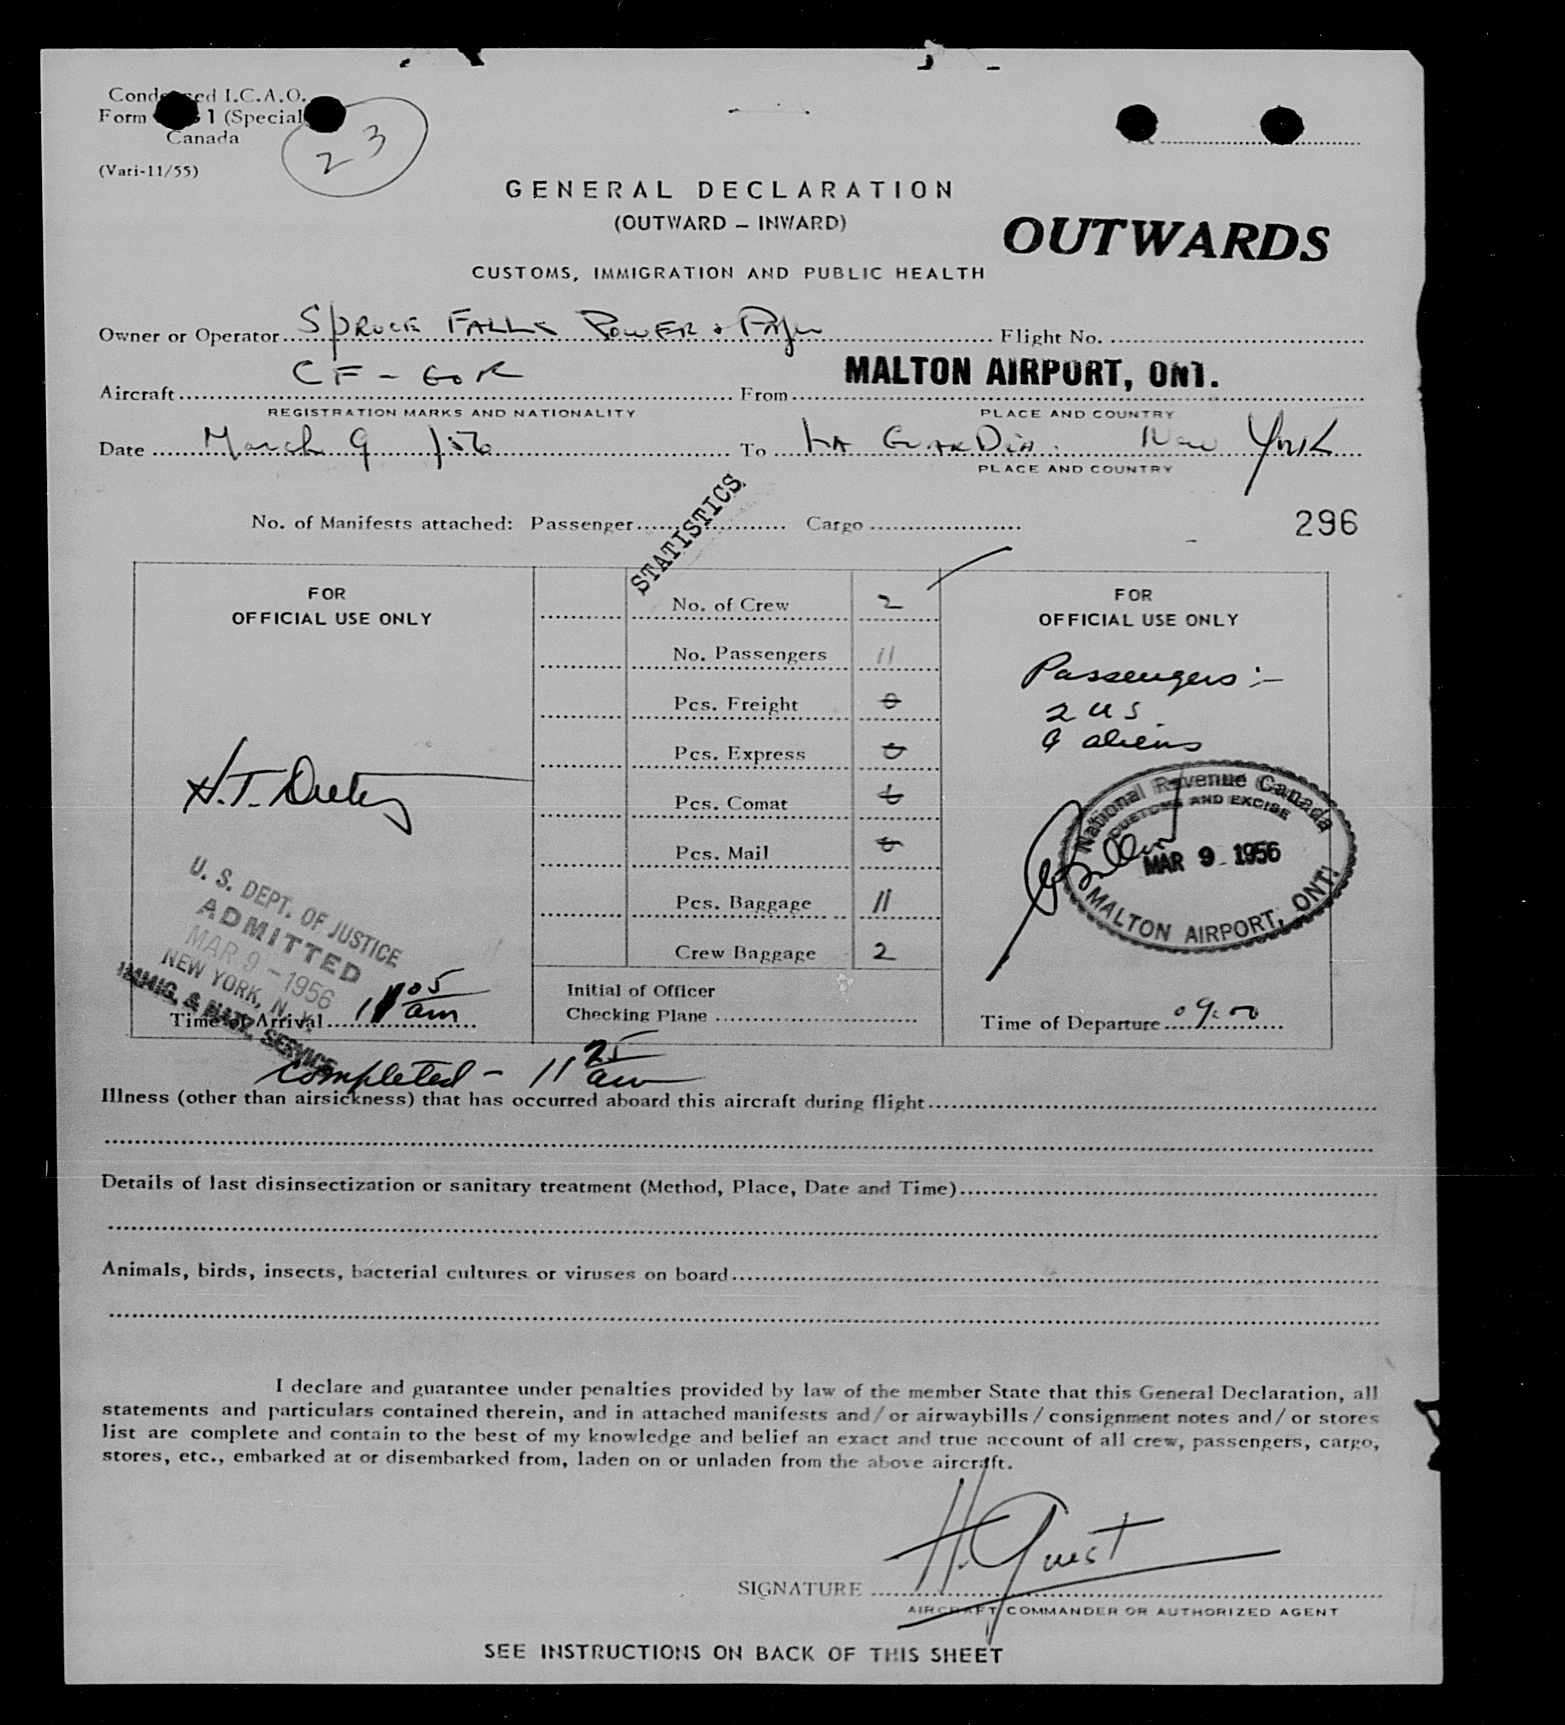 Condensed I.C.A.O.
Form 1 (Special
Canada
(Vari-11/55)
23
GENERAL DECLARATION
(OUTWARD – INWARD)
OUTWARDS
CUSTOMS, IMMIGRATION AND PUBLIC HEALTH
Owner or Operator SPRUCE FALLS POWER & Paper Flight No.
Aircraft CF - GOR From MALTON AIRPORT, ONT.
REGISTRATION MARKS AND NATIONALITY PLACE AND COUNTRY
Date March 9 /56 To LA GUARDIA. New York
PLACE AND COUNTRY
STATISTICS
No. of Manifests attached: Passenger Cargo 296
FOR
OFFICIAL USE ONLY
H.T.
U. S. DEPT. OF JUSTICE
ADMITTED
MAR 9 - 1956
NEW YORK, N. Y.
IMMIG. & NATZ. SERVICE
Time of Arrival 11 05 am
No. of Crew 2
No. Passengers 11
Pcs. Freight 0
Pcs. Express 0
Pcs. Comat 0
Pcs. Mail 0
Pcs. Baggage 11
Crew Baggage 2
Initial of Officer
Checking Plane
FOR
OFFICIAL USE ONLY
Passengers :-
2 US
9 aliens
National Revenue Canada
CUSTOMS AND EXCISE
MAR 9 - 1956
MALTON AIRPORT, ONT.
Time of Departure 09:00
completed - 11 25 am
Illness (other than airsickness) that has occurred aboard this aircraft during flight
Details of last disinsectization or sanitary treatment (Method, Place, Date and Time)
Animals, birds, insects, bacterial cultures or viruses on board
I declare and guarantee under penalties provided by law of the member State that this General Declaration, all
statements and particulars contained therein, and in attached manifests and/or airwaybills/consignment notes and/or stores
list are complete and contain to the best of my knowledge and belief an exact and true account of all crew, passengers, cargo,
stores, etc., embarked at or disembarked from, laden on or unladen from the above aircraft.
H. Guest
SIGNATURE
AIRCRAFT COMMANDER OR AUTHORIZED AGENT
SEE INSTRUCTIONS ON BACK OF THIS SHEET